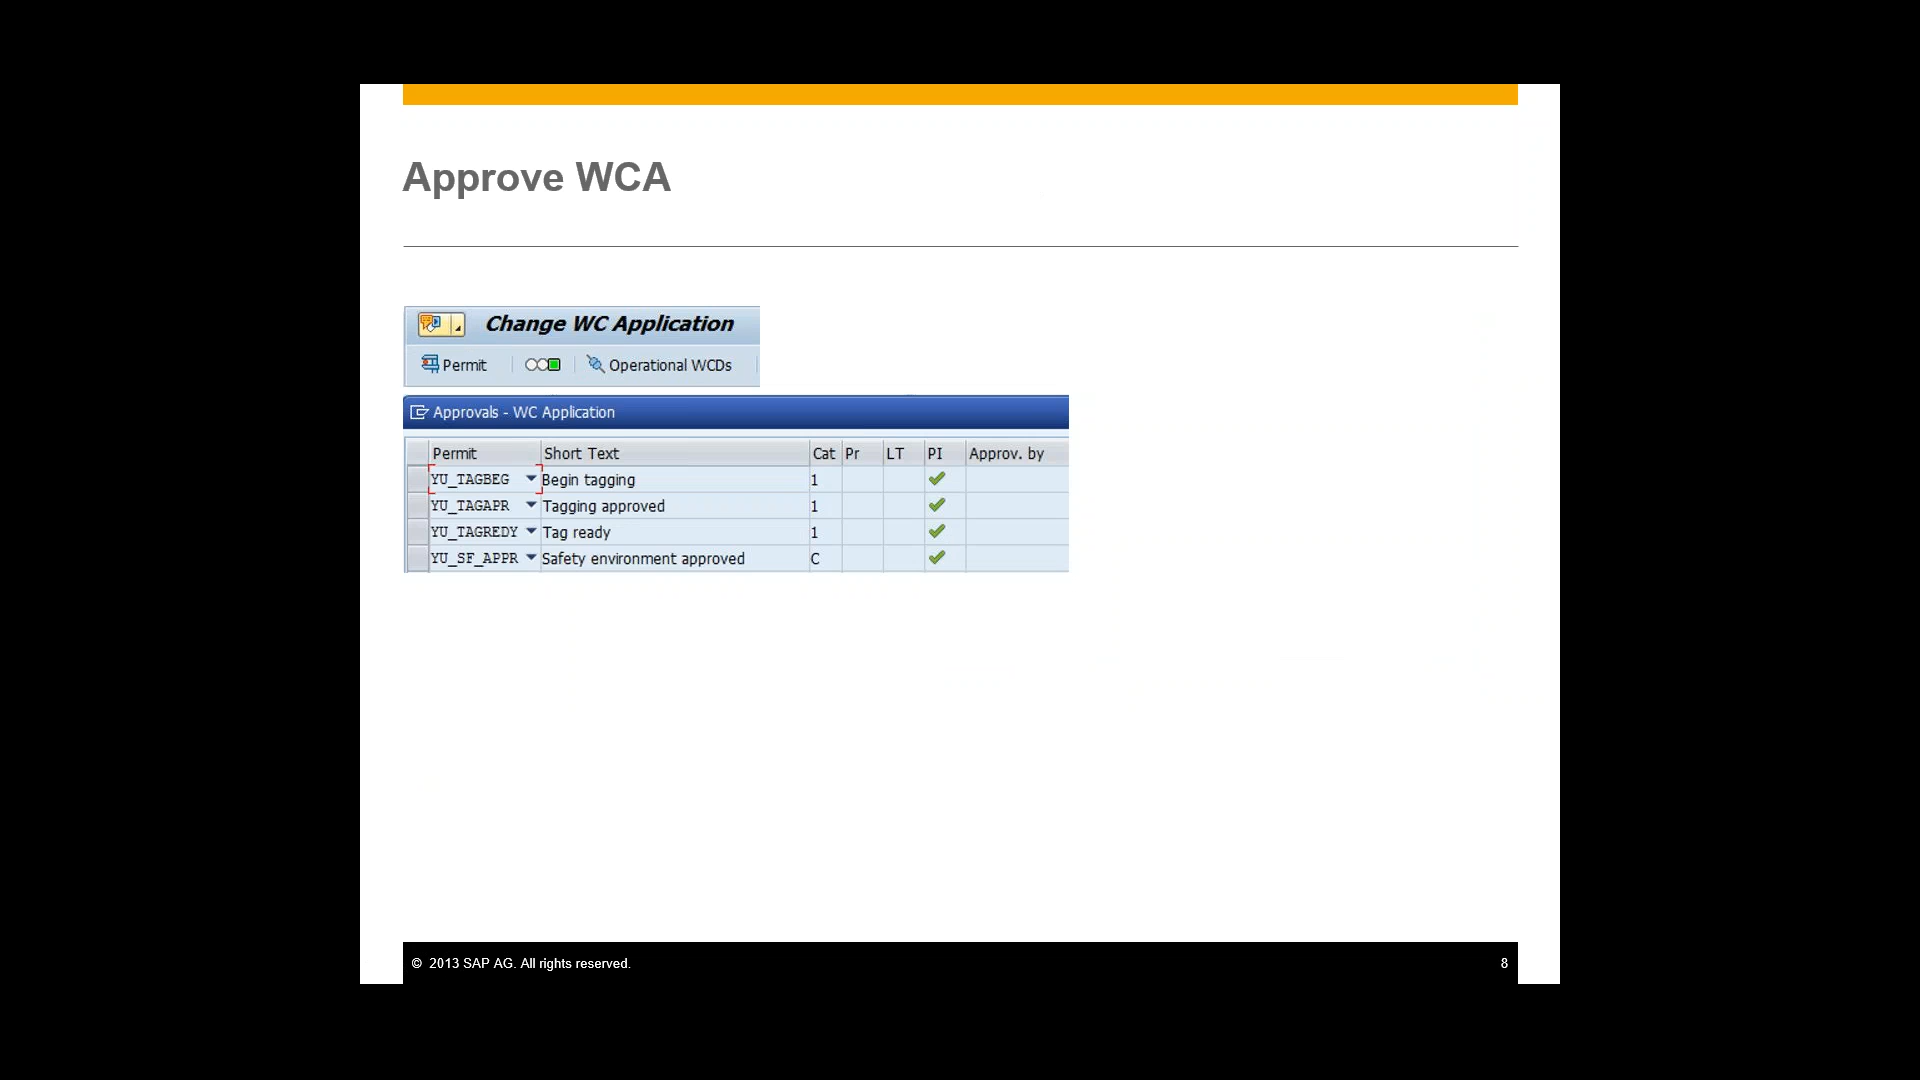 Approve WCA
Change WC Application
Permit Operational WCDs
Approvals - WC Application
Permit Short Text Cat Pr LT PI Approv. by
YU_TAGBEG Begin tagging 1
YU_TAGAPR Tagging approved 1
YU_TAGREDY Tag ready 1
YU_SF_APPR Safety environment approved C
© 2013 SAP AG. All rights reserved. 8